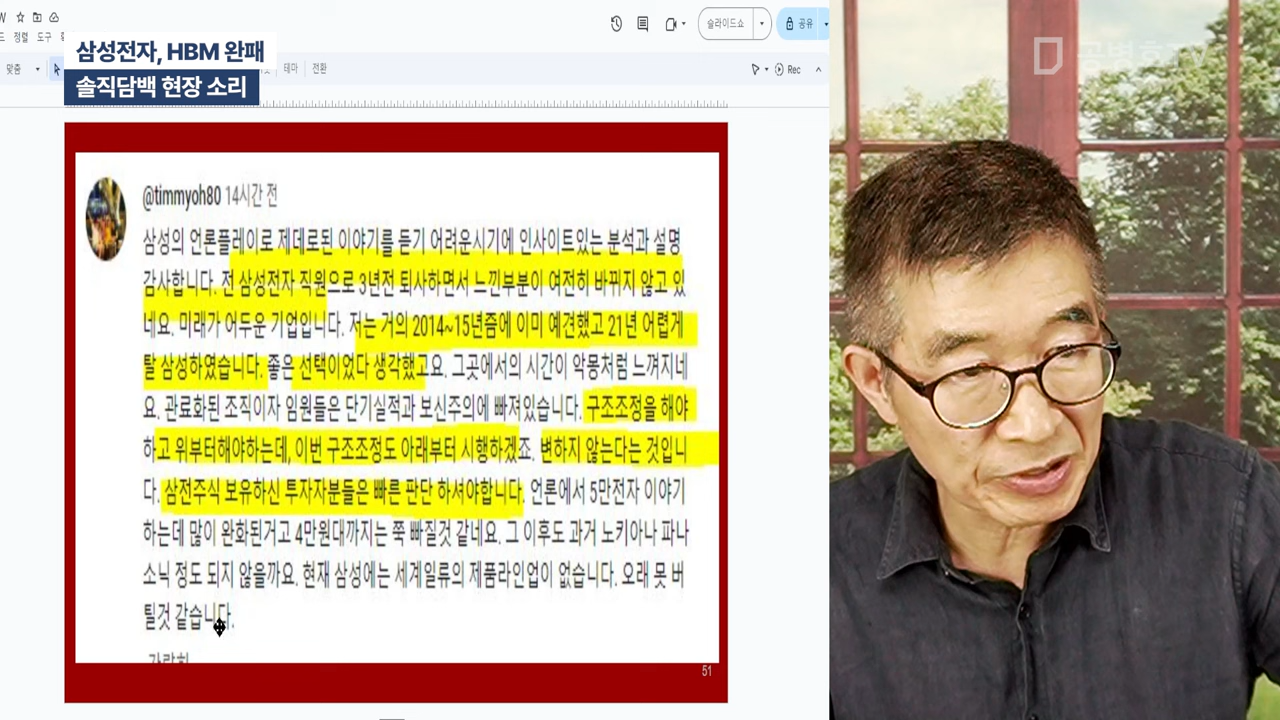 슬라이드쇼
공유
정렬 도구
삼성전자, HBM 완패
솔직담백 현장 소리
맞춤
테마
전환
Rec
공병호TV
@timmyoh80 14시간 전
삼성의 언론플레이로 제데로된 이야기를 듣기 어려운시기에 인사이트있는 분석과 설명
감사합니다. 전 삼성전자 직원으로 3년전 퇴사하면서 느낀부분이 여전히 바뀌지 않고 있
네요. 미래가 어두운 기업입니다. 저는 거의 2014~15년즘에 이미 예견했고 21년 어렵게
탈 삼성하였습니다. 좋은 선택이었다 생각했고요. 그곳에서의 시간이 악몽처럼 느껴지네
요. 관료화된 조직이자 임원들은 단기실적과 보신주의에 빠져있습니다. 구조조정을 해야
하고 위부터해야하는데, 이번 구조조정도 아래부터 시행하겠죠. 변하지 않는다는 것입니
다. 삼전주식 보유하신 투자자분들은 빠른 판단 하셔야합니다. 언론에서 5만전자 이야기
하는데 많이 완화된거고 4만원대까지는 쭉 빠질것 같네요. 그 이후도 과거 노키아나 파나
소닉 정도 되지 않을까요. 현재 삼성에는 세계일류의 제품라인업이 없습니다. 오래 못 버
틸것 같습니다.
51